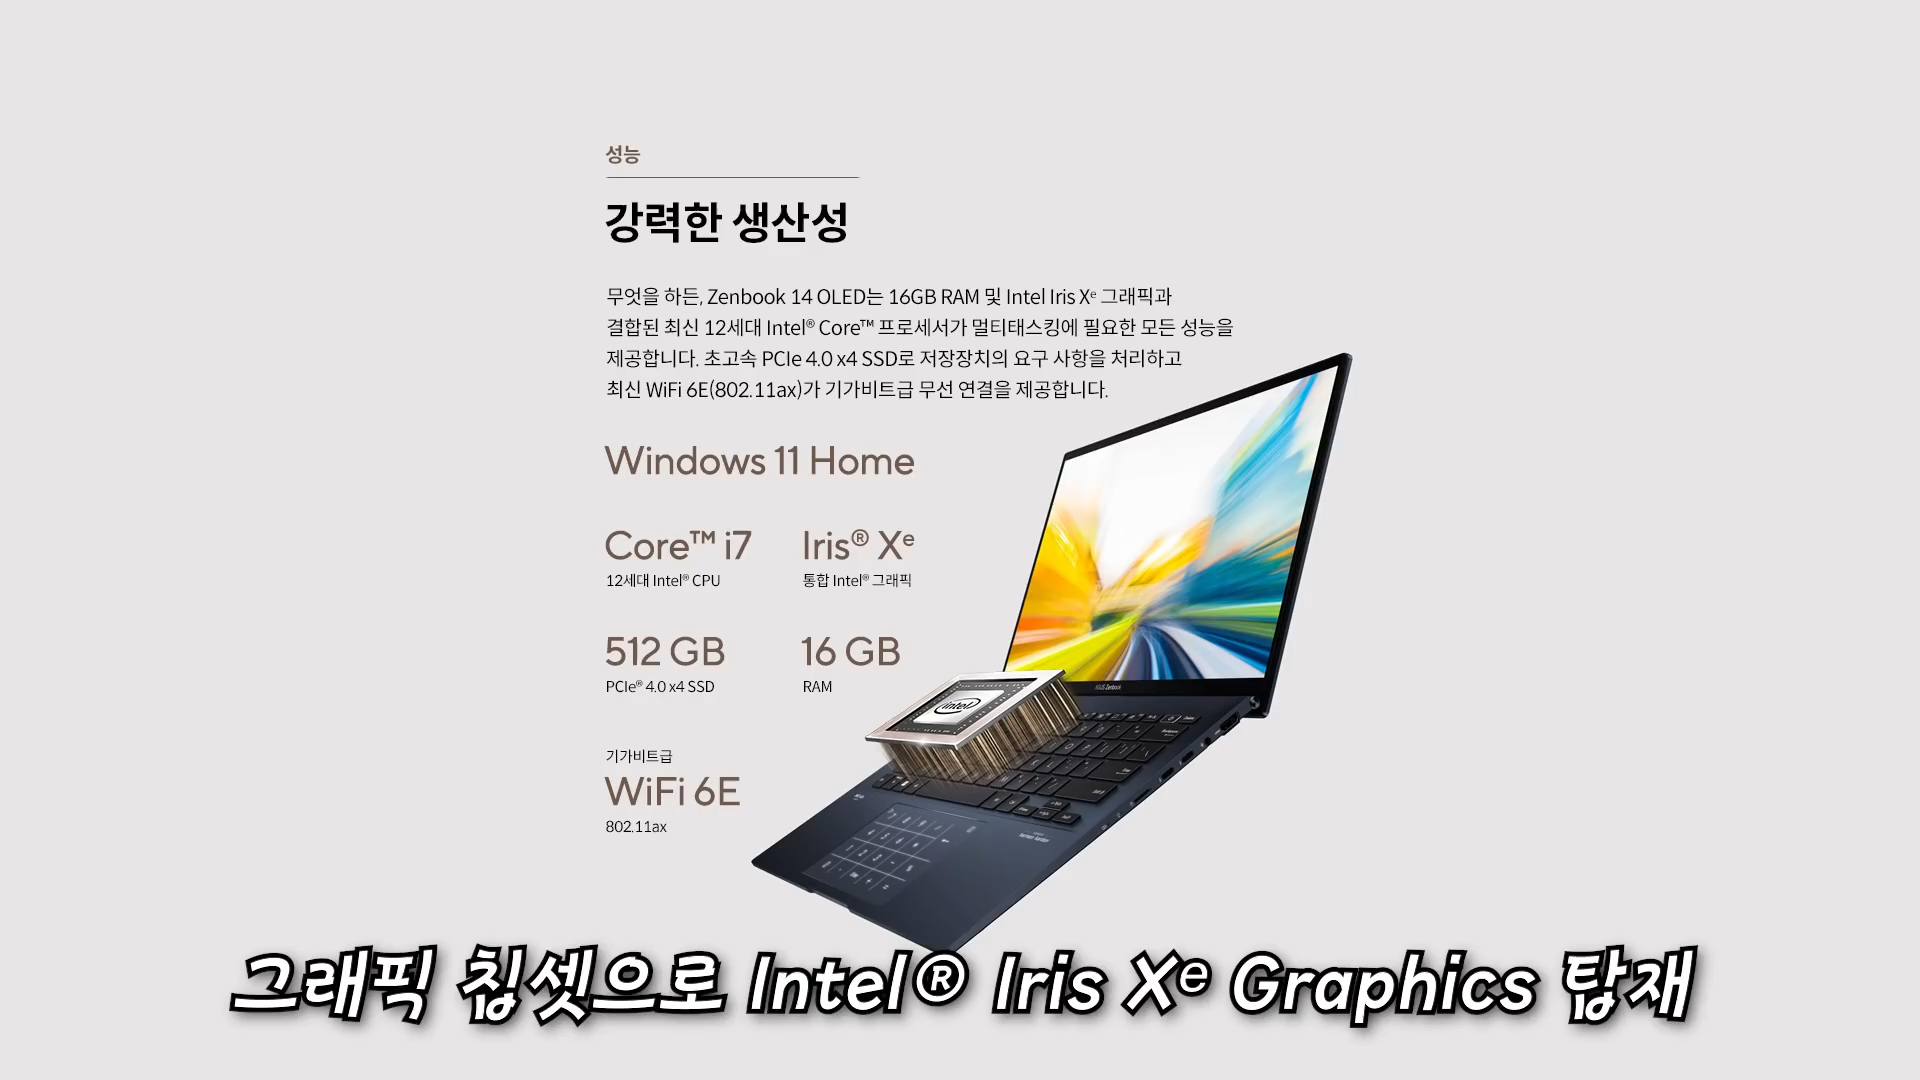 성능
강력한 생산성
무엇을 하든, Zenbook 14 OLED는 16GB RAM 및 Intel Iris Xᵉ 그래픽과
결합된 최신 12세대 Intel® Core™ 프로세서가 멀티태스킹에 필요한 모든 성능을
제공합니다. 초고속 PCIe 4.0 x4 SSD로 저장장치의 요구 사항을 처리하고
최신 WiFi 6E(802.11ax)가 기가비트급 무선 연결을 제공합니다.
Windows 11 Home
Core™ i7
12세대 Intel® CPU
Iris® Xᵉ
통합 Intel® 그래픽
512 GB
PCIe® 4.0 x4 SSD
16 GB
RAM
기가비트급
WiFi 6E
802.11ax
intel
ASUS Zenbook
그래픽 칩셋으로 Intel® Iris Xᵉ Graphics 탑재